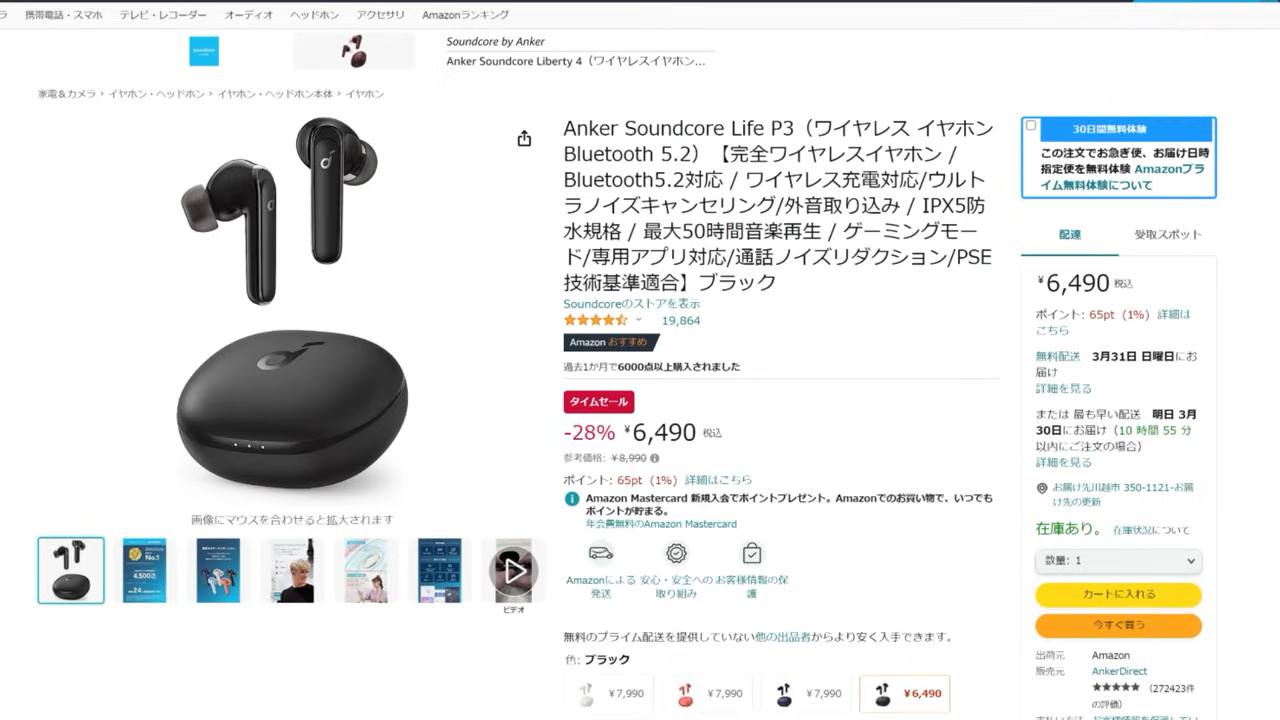 ラ 携帯電話・スマホ テレビ・レコーダー オーディオ ヘッドホン アクセサリ Amazonランキング
soundcore
Soundcore by Anker
Anker Soundcore Liberty 4（ワイヤレスイヤホン...
家電＆カメラ › イヤホン・ヘッドホン › イヤホン・ヘッドホン本体 › イヤホン
Anker Soundcore Life P3（ワイヤレス イヤホン
Bluetooth 5.2）【完全ワイヤレスイヤホン /
Bluetooth5.2対応 / ワイヤレス充電対応/ウルト
ラノイズキャンセリング/外音取り込み / IPX5防
水規格 / 最大50時間音楽再生 / ゲーミングモー
ド/専用アプリ対応/通話ノイズリダクション/PSE
技術基準適合】ブラック
Soundcoreのストアを表示
19,864
Amazon おすすめ
過去1か月で6000点以上購入されました
タイムセール
-28% ¥6,490 税込
参考価格: ¥8,990
ポイント: 65pt (1%) 詳細はこちら
Amazon Mastercard 新規入会でポイントプレゼント。Amazonでのお買い物で、いつでも
ポイントが貯まる。
年会費無料のAmazon Mastercard
Amazonによる 安心・安全への お客様情報の保
発送 取り組み 護
無料のプライム配送を提供していない他の出品者からより安く入手できます。
色: ブラック
¥7,990 ¥7,990 ¥7,990 ¥6,490
画像にマウスを合わせると拡大されます
No.1
4,500万
24
ビデオ
30日間無料体験
この注文でお急ぎ便、お届け日時
指定便を無料体験 Amazonプラ
イム無料体験について
配達 受取スポット
¥6,490 税込
ポイント: 65pt (1%) 詳細は
こちら
無料配送 3月31日 日曜日にお
届け
詳細を見る
または 最も早い配送 明日 3月
30日にお届け（10 時間 55 分
以内にご注文の場合）
詳細を見る
お届け先川越市 350-1121-お届
け先の更新
在庫あり。 在庫状況について
数量: 1
カートに入れる
今すぐ買う
出荷元 Amazon
販売元 AnkerDirect
（272423件
の評価）